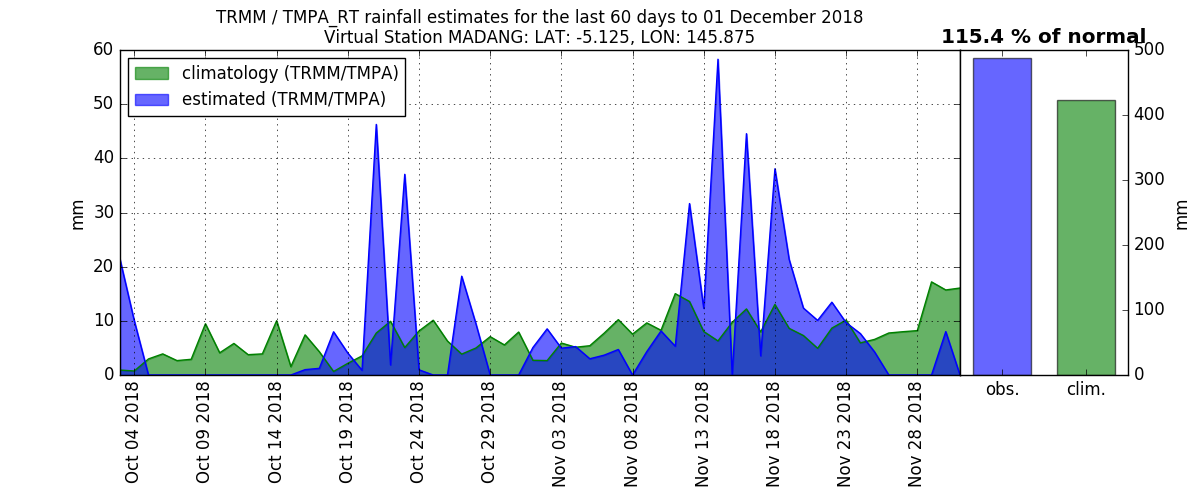 TRMM / TMPA_RT rainfall estimates for the last 60 days to 01 December 2018
Virtual Station MADANG: LAT: -5.125, LON: 145.875
115.4 % of normal
climatology (TRMM/TMPA)
estimated (TRMM/TMPA)
60
50
40
30
20
10
0
mm
Oct 04 2018
Oct 09 2018
Oct 14 2018
Oct 19 2018
Oct 24 2018
Oct 29 2018
Nov 03 2018
Nov 08 2018
Nov 13 2018
Nov 18 2018
Nov 23 2018
Nov 28 2018
obs.
clim.
500
400
300
200
100
0
mm